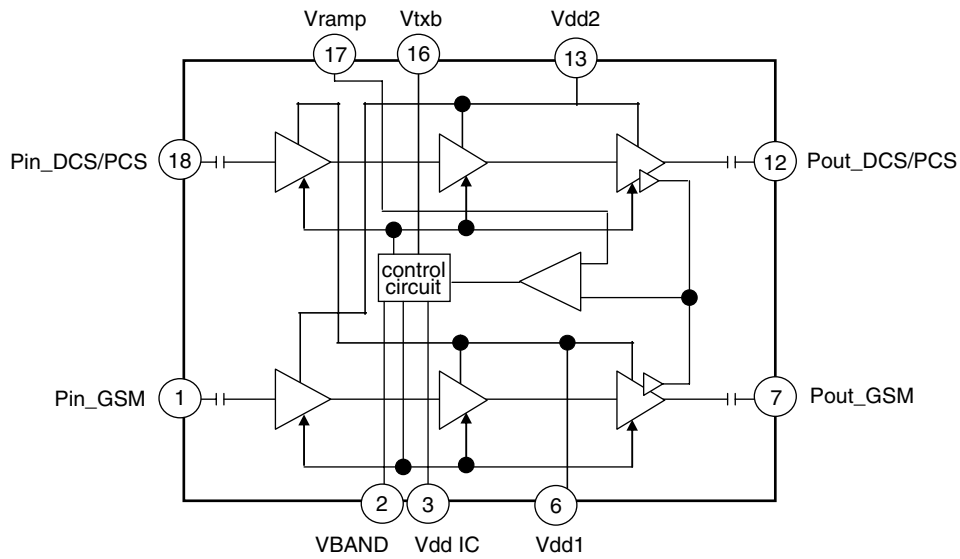 Vramp Vtxb Vdd2
17 16 13
Pin_DCS/PCS 18 12 Pout_DCS/PCS
control
circuit
Pin_GSM 1 7 Pout_GSM
2 3 6
VBAND Vdd IC Vdd1